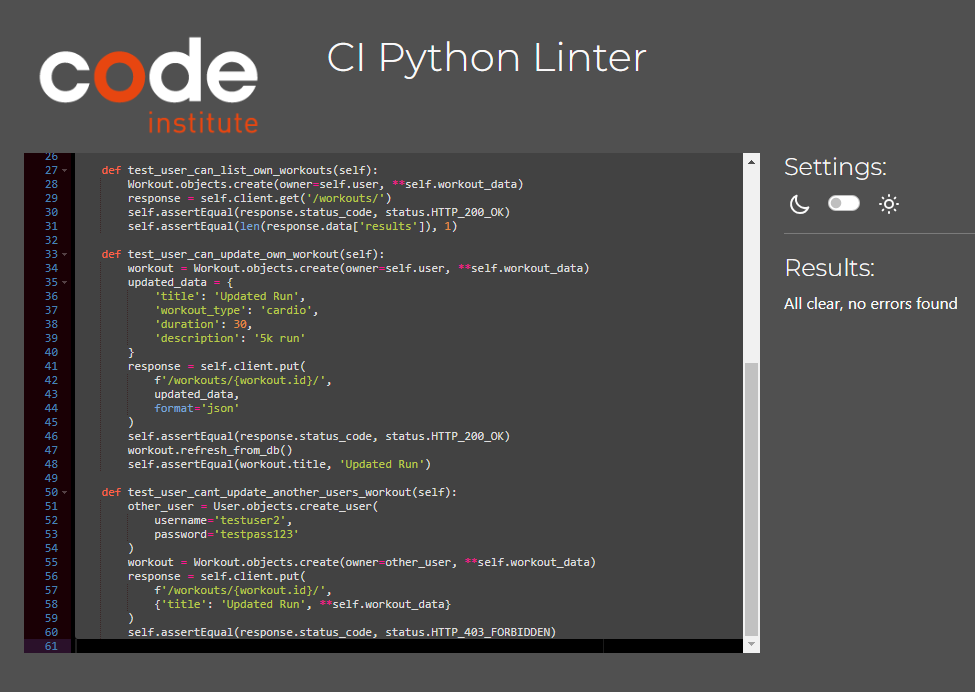 code
institute
CI Python Linter
26
27 def test_user_can_list_own_workouts(self):
28 Workout.objects.create(owner=self.user, **self.workout_data)
29 response = self.client.get('/workouts/')
30 self.assertEqual(response.status_code, status.HTTP_200_OK)
31 self.assertEqual(len(response.data['results']), 1)
32
33 def test_user_can_update_own_workout(self):
34 workout = Workout.objects.create(owner=self.user, **self.workout_data)
35 updated_data = {
36 'title': 'Updated Run',
37 'workout_type': 'cardio',
38 'duration': 30,
39 'description': '5k run'
40 }
41 response = self.client.put(
42 f'/workouts/{workout.id}/',
43 updated_data,
44 format='json'
45 )
46 self.assertEqual(response.status_code, status.HTTP_200_OK)
47 workout.refresh_from_db()
48 self.assertEqual(workout.title, 'Updated Run')
49
50 def test_user_cant_update_another_users_workout(self):
51 other_user = User.objects.create_user(
52 username='testuser2',
53 password='testpass123'
54 )
55 workout = Workout.objects.create(owner=other_user, **self.workout_data)
56 response = self.client.put(
57 f'/workouts/{workout.id}/',
58 {'title': 'Updated Run', **self.workout_data}
59 )
60 self.assertEqual(response.status_code, status.HTTP_403_FORBIDDEN)
61
Settings:
Results:
All clear, no errors found